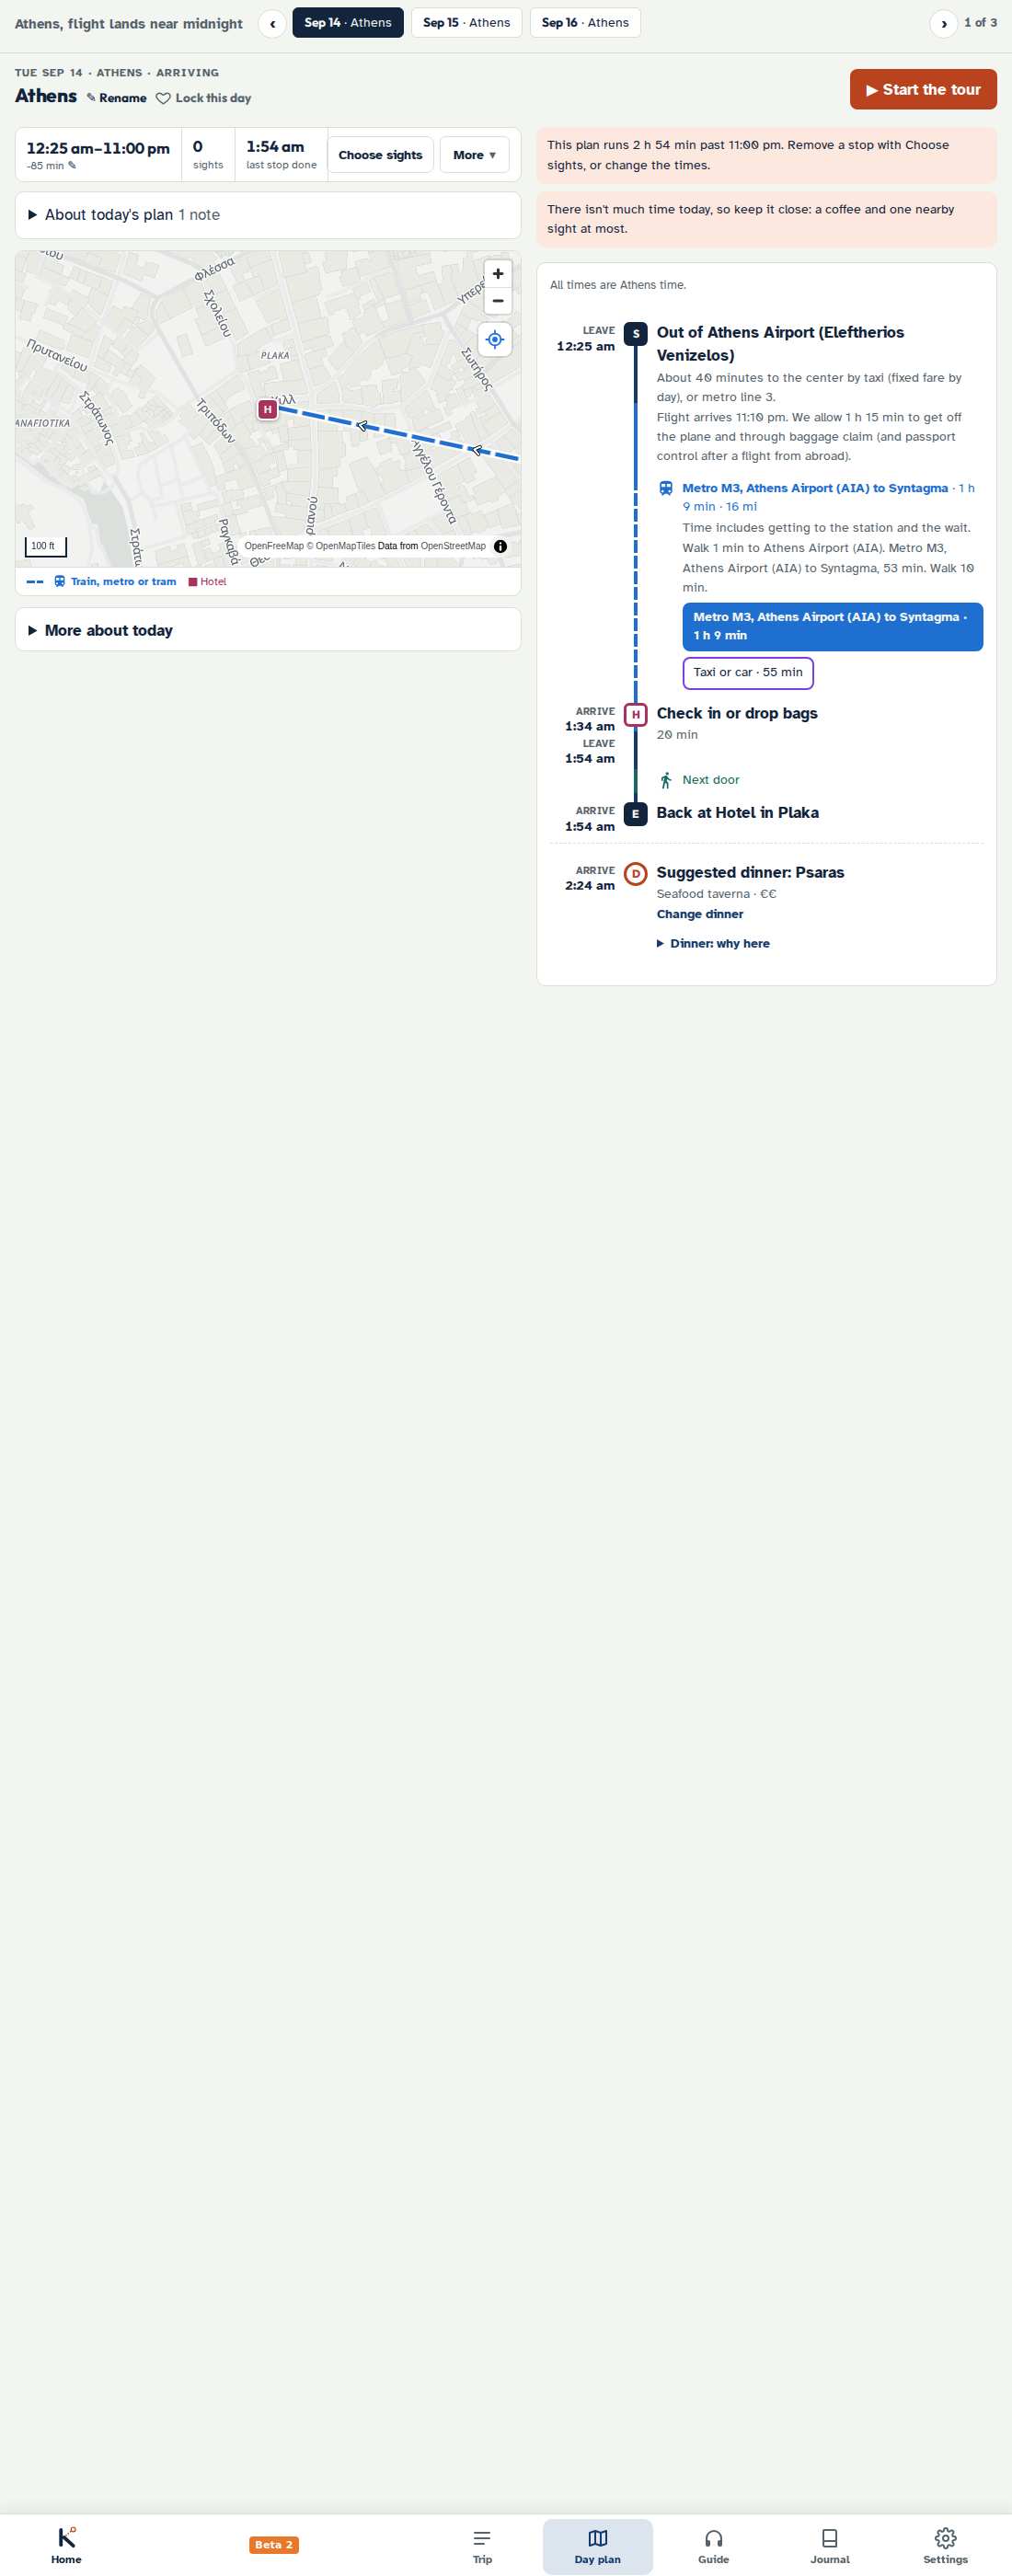 Athens, flight lands near midnight
‹
Sep 14 · Athens
Sep 15 · Athens
Sep 16 · Athens
›
1 of 3
TUE SEP 14 · ATHENS · ARRIVING
Athens
✎ Rename
Lock this day
▶ Start the tour
12:25 am–11:00 pm
-85 min ✎
0
sights
1:54 am
last stop done
Choose sights
More ▾
▶ About today's plan 1 note
Φλέσσα
Σχολείου
PLAKA
Πρυτανείου
Στράτωνος
Τριπόδων
ANAFIOTIKA
Σωτήρος
Αγγέλου Γέροντα
Ραγκαβά
H
+
−
100 ft
OpenFreeMap © OpenMapTiles Data from OpenStreetMap
Train, metro or tram
Hotel
▶ More about today
This plan runs 2 h 54 min past 11:00 pm. Remove a stop with Choose
sights, or change the times.
There isn't much time today, so keep it close: a coffee and one nearby
sight at most.
All times are Athens time.
LEAVE
12:25 am
S
Out of Athens Airport (Eleftherios
Venizelos)
About 40 minutes to the center by taxi (fixed fare by
day), or metro line 3.
Flight arrives 11:10 pm. We allow 1 h 15 min to get off
the plane and through baggage claim (and passport
control after a flight from abroad).
Metro M3, Athens Airport (AIA) to Syntagma · 1 h
9 min · 16 mi
Time includes getting to the station and the wait.
Walk 1 min to Athens Airport (AIA). Metro M3,
Athens Airport (AIA) to Syntagma, 53 min. Walk 10
min.
Metro M3, Athens Airport (AIA) to Syntagma ·
1 h 9 min
Taxi or car · 55 min
ARRIVE
1:34 am
LEAVE
1:54 am
H
Check in or drop bags
20 min
Next door
ARRIVE
1:54 am
E
Back at Hotel in Plaka
ARRIVE
2:24 am
D
Suggested dinner: Psaras
Seafood taverna · €€
Change dinner
▶ Dinner: why here
Home
Beta 2
Trip
Day plan
Guide
Journal
Settings